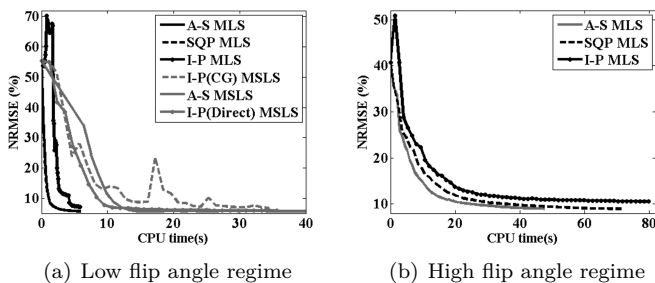 A-S MLS
SQP MLS
I-P MLS
I-P(CG) MSLS
A-S MSLS
I-P(Direct) MSLS
NRMSE (%)
70
60
50
40
30
20
10
0
10
20
30
40
CPU time(s)
(a) Low flip angle regime
A-S MLS
SQP MLS
I-P MLS
NRMSE (%)
50
40
30
20
10
0
20
40
60
80
CPU time(s)
(b) High flip angle regime